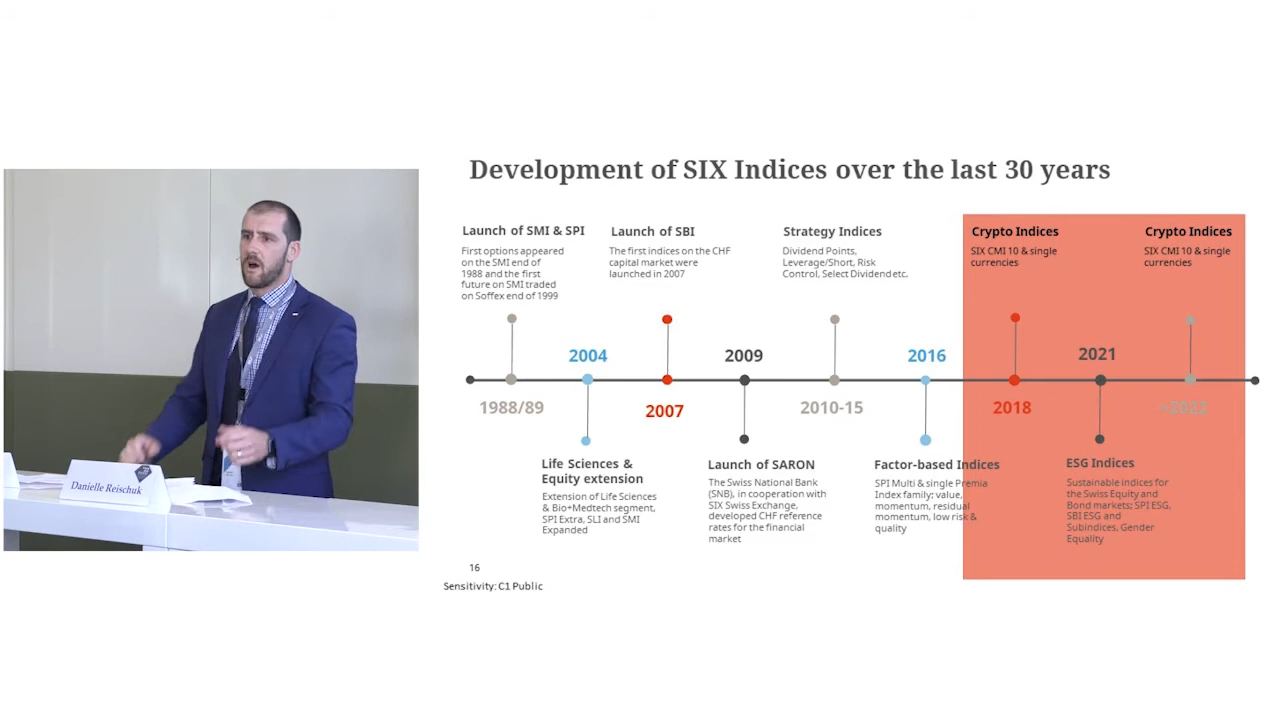 Development of SIX Indices over the last 30 years
Launch of SMI & SPI
First options appeared
on the SMI end of
1988 and the first
future on SMI traded
on Soffex end of 1999
Launch of SBI
The first indices on the CHF
capital market were
launched in 2007
Strategy Indices
Dividend Points,
Leverage/Short, Risk
Control, Select Dividend etc.
Crypto Indices
SIX CMI 10 & single
currencies
Crypto Indices
SIX CMI 10 & single
currencies
2004
2009
2016
2021
1988/89
2007
2010-15
2018
>2022
Life Sciences &
Equity extension
Extension of Life Sciences
& Bio+Medtech segment,
SPI Extra, SLI and SMI
Expanded
Launch of SARON
The Swiss National Bank
(SNB), in cooperation with
SIX Swiss Exchange,
developed CHF reference
rates for the financial
market
Factor-based Indices
SPI Multi & single Premia
Index family; value,
momentum, residual
momentum, low risk &
quality
ESG Indices
Sustainable indices for
the Swiss Equity and
Bond markets; SPI ESG,
SBI ESG and
Subindices, Gender
Equality
Danielle Reischuk
16
Sensitivity: C1 Public